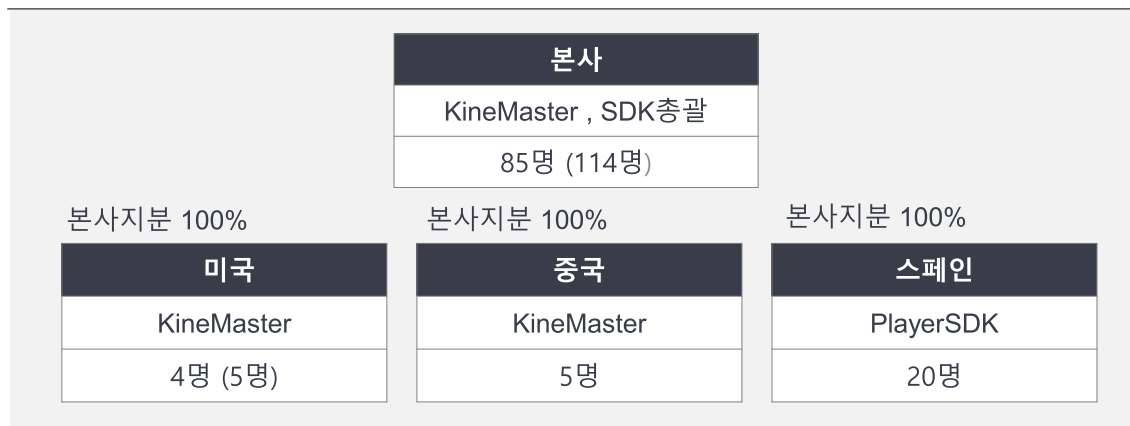 본사
KineMaster , SDK총괄
85명 (114명)
본사지분 100%
미국
KineMaster
4명 (5명)
본사지분 100%
중국
KineMaster
5명
본사지분 100%
스페인
PlayerSDK
20명